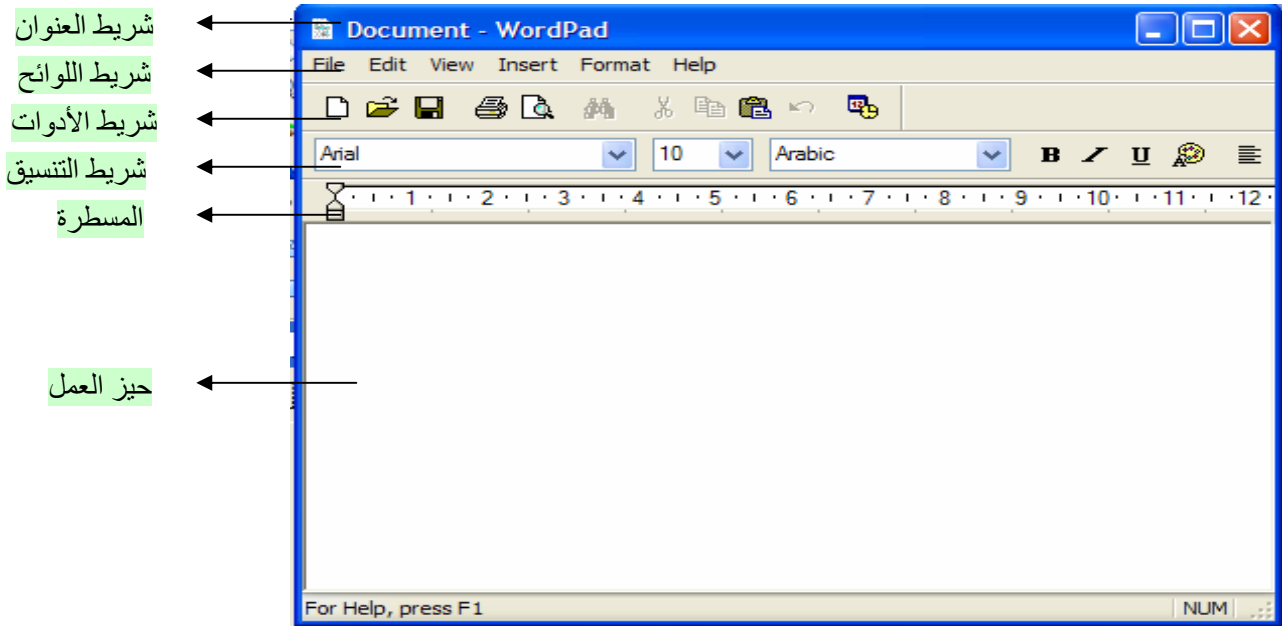 شريط العنوان
Document - WordPad
شريط اللوائح
File Edit View Insert Format Help
شريط الأدوات
شريط التنسيق
Arial 10 Arabic B / U A
المسطرة
1 2 3 4 5 6 7 8 9 10 11 12
حيز العمل
For Help, press F1 NUM